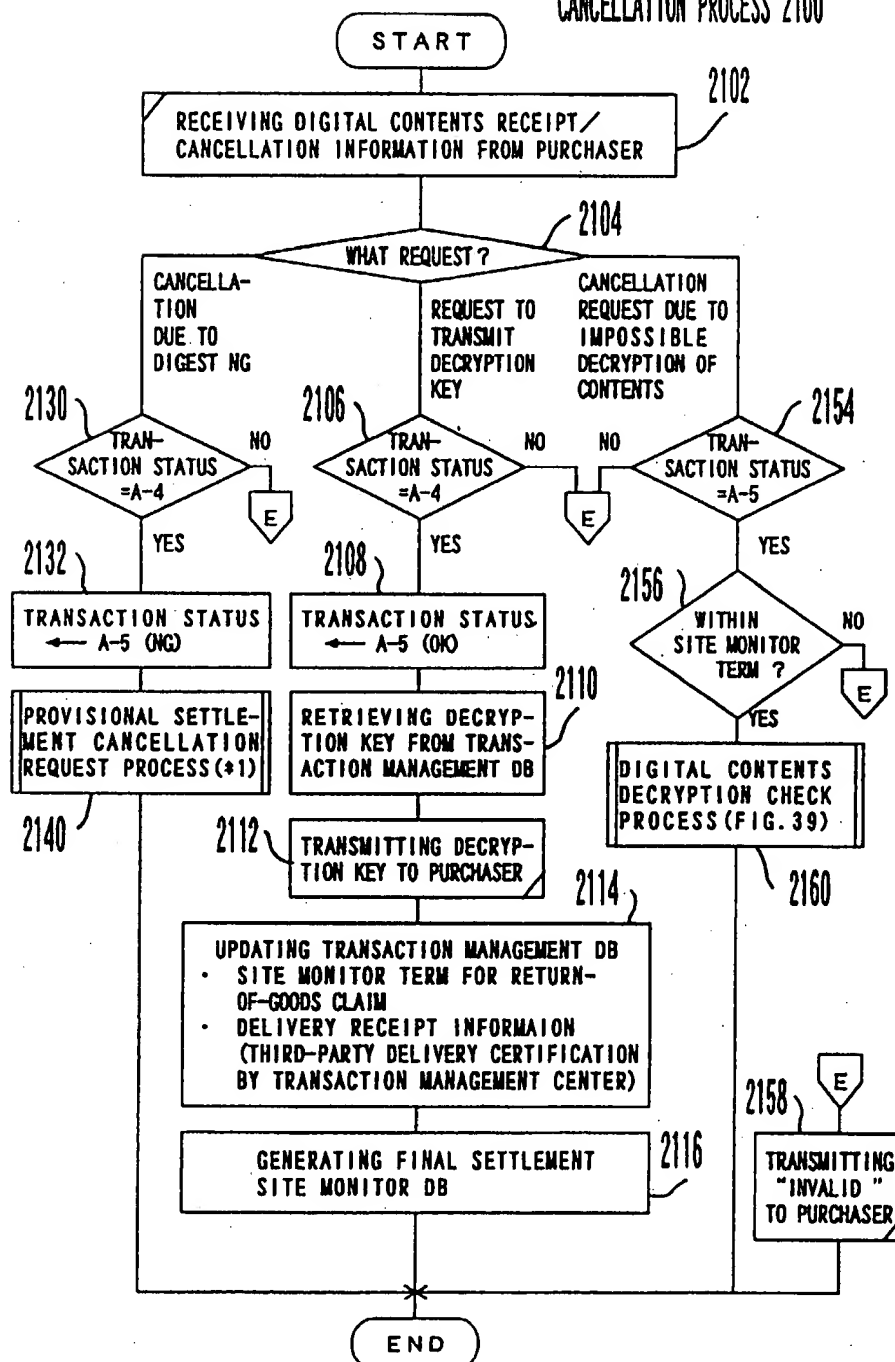 CANCELLATION PROCESS 2100
START
2102
RECEIVING DIGITAL CONTENTS RECEIPT/
CANCELLATION INFORMATION FROM PURCHASER
2104
WHAT REQUEST?
CANCELLA-
TION
DUE TO
DIGEST NG
REQUEST TO
TRANSMIT
DECRYPTION
KEY
CANCELLATION
REQUEST DUE TO
IMPOSSIBLE
DECRYPTION OF
CONTENTS
2130
TRAN-
SACTION STATUS
=A-4
NO
E
YES
2106
TRAN-
SACTION STATUS
=A-4
NO
E
YES
2154
NO
TRAN-
SACTION STATUS
=A-5
YES
2132
TRANSACTION STATUS
← A-5 (NG)
2108
TRANSACTION STATUS
← A-5 (OK)
2156
WITHIN
SITE MONITOR
TERM ?
NO
E
YES
PROVISIONAL SETTLE-
MENT CANCELLATION
REQUEST PROCESS(*1)
2140
2110
RETRIEVING DECRYP-
TION KEY FROM TRANS-
ACTION MANAGEMENT DB
DIGITAL CONTENTS
DECRYPTION CHECK
PROCESS(FIG.39)
2160
2112
TRANSMITTING DECRYP-
TION KEY TO PURCHASER
2114
UPDATING TRANSACTION MANAGEMENT DB
· SITE MONITOR TERM FOR RETURN-
OF-GOODS CLAIM
· DELIVERY RECEIPT INFORMAION
(THIRD-PARTY DELIVERY CERTIFICATION
BY TRANSACTION MANAGEMENT CENTER)
E
2158
TRANSMITTING
"INVALID "
TO PURCHASER
GENERATING FINAL SETTLEMENT
SITE MONITOR DB
2116
END